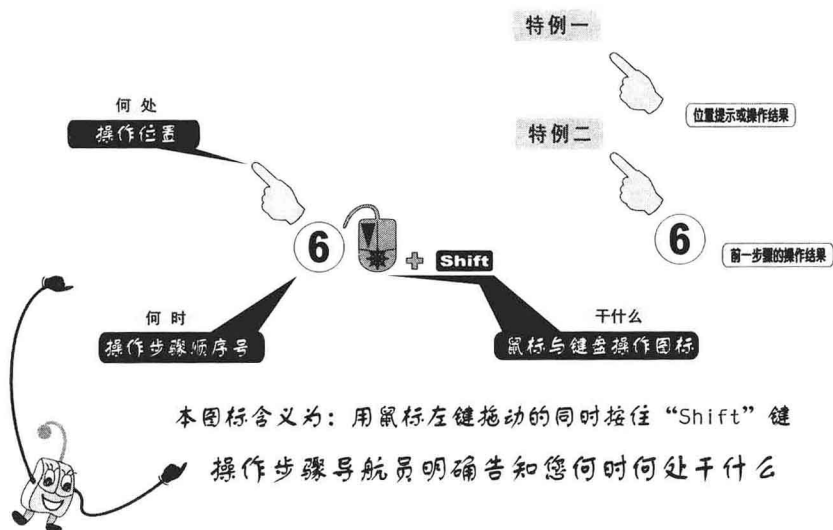 特例一
位置提示或操作结果
何处
操作位置
特例二
6
+ Shift
6
前一步骤的操作结果
何时
操作步骤顺序号
干什么
鼠标与键盘操作图标
本图标含义为：用鼠标左键拖动的同时按住“Shift”键
操作步骤导航员明确告知您何时何处干什么